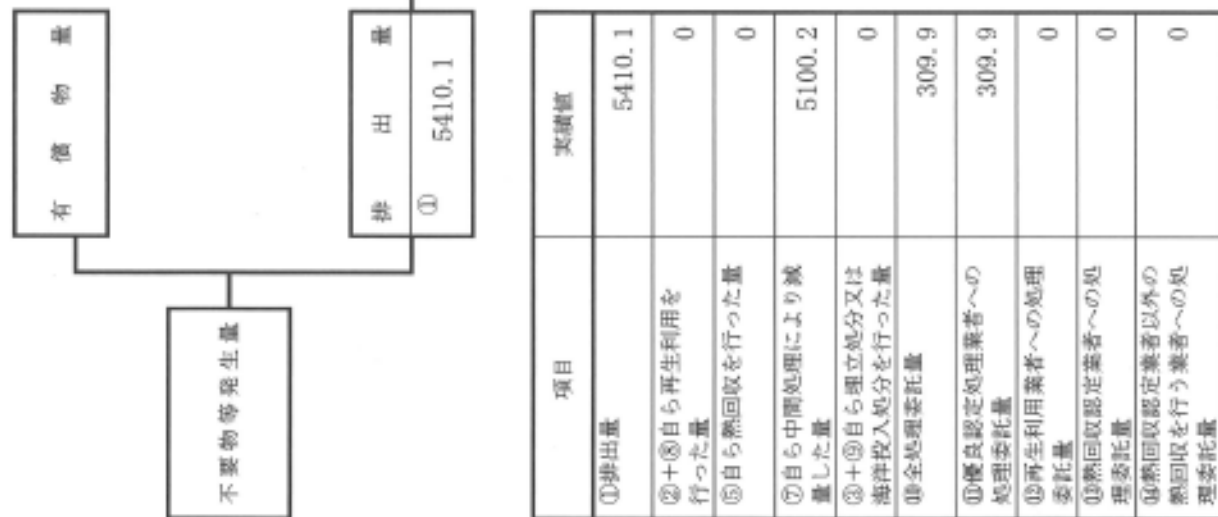 有償物量
不要物等発生量
排出量
① 5410.1
項目 実績値
①排出量 5410.1
②+⑧自ら再生利用を
行った量 0
⑤自ら熱回収を行った量 0
⑦自ら中間処理により減
量した量 5100.2
③+⑨自ら埋立処分又は
海洋投入処分を行った量 0
⑩全処理委託量 309.9
⑪優良認定処理業者への
処理委託量 309.9
⑫再生利用業者への処理
委託量 0
⑬熱回収認定業者への処
理委託量 0
⑭熱回収認定業者以外の
熱回収を行う業者への処
理委託量 0